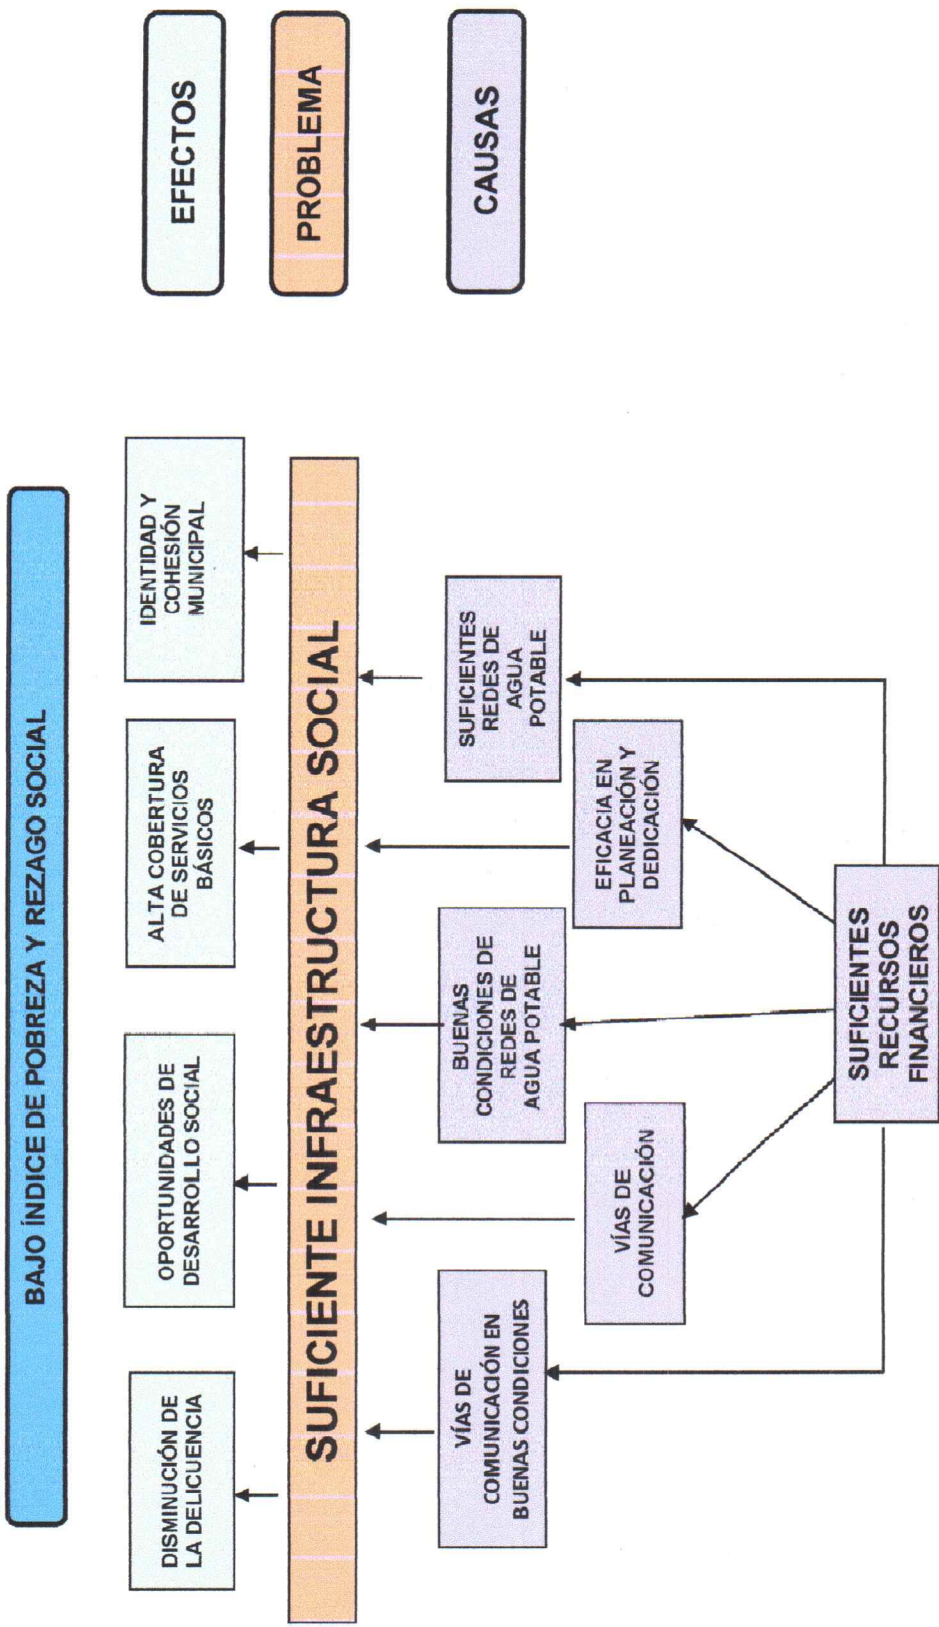 BAJO ÍNDICE DE POBREZA Y REZAGO SOCIAL
DISMINUCIÓN DE
LA DELICUENCIA
OPORTUNIDADES DE
DESARROLLO SOCIAL
ALTA COBERTURA
DE SERVICIOS
BÁSICOS
IDENTIDAD Y
COHESIÓN
MUNICIPAL
EFECTOS
SUFICIENTE INFRAESTRUCTURA SOCIAL
PROBLEMA
VÍAS DE
COMUNICACIÓN EN
BUENAS CONDICIONES
VÍAS DE
COMUNICACIÓN
BUENAS
CONDICIONES DE
REDES DE
AGUA POTABLE
EFICACIA EN
PLANEACIÓN Y
DEDICACIÓN
SUFICIENTES
REDES DE
AGUA
POTABLE
CAUSAS
SUFICIENTES
RECURSOS
FINANCIEROS